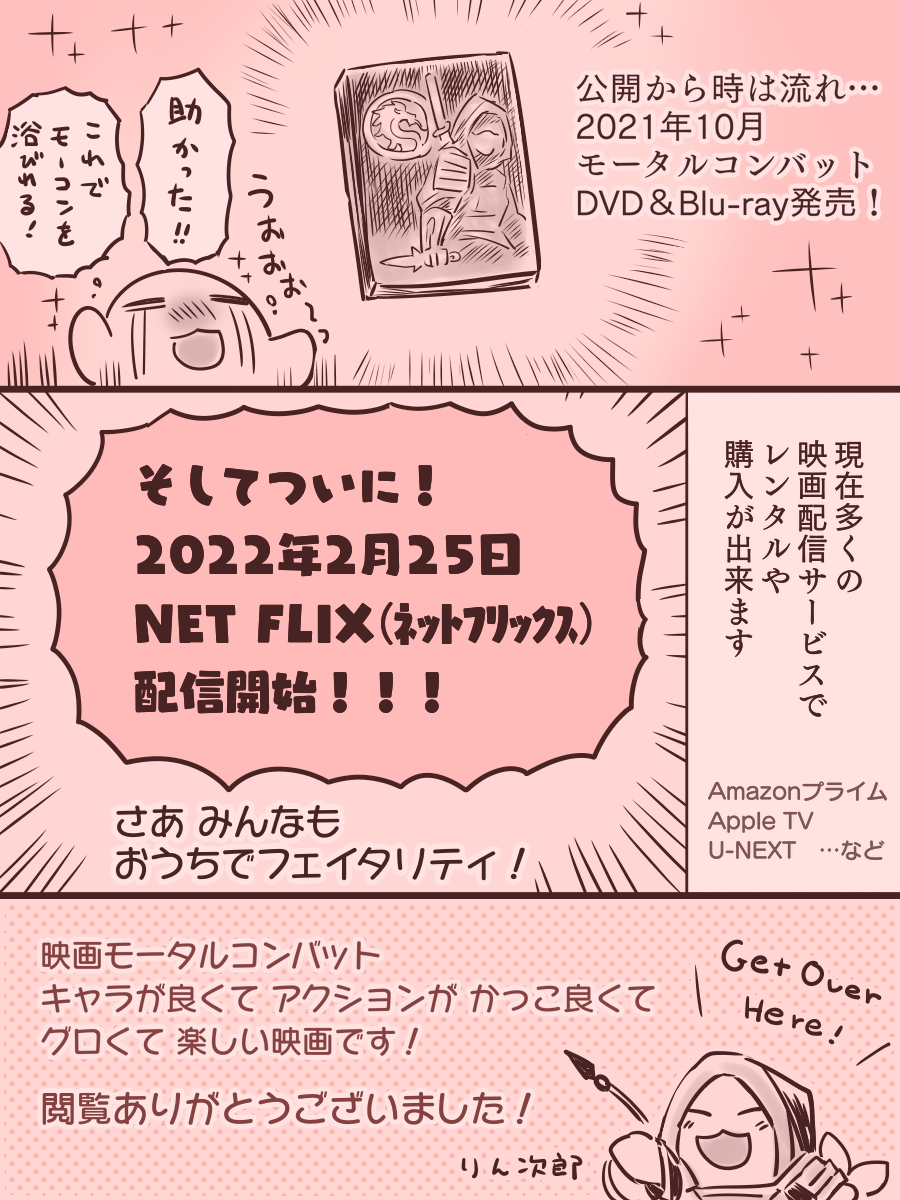 公開から時は流れ…
2021年10月
モータルコンバット
DVD＆Blu-ray発売！
うおおおお〜っ
助かった!!
これで
モーコンを
浴びれる！
現在多くの
映画配信サービスで
レンタルや
購入が出来ます
Amazonプライム
Apple TV
U-NEXT …など
そしてついに！
2022年2月25日
NET FLIX(ネットフリックス)
配信開始！！！
さあ みんなも
おうちでフェイタリティ！
映画モータルコンバット
キャラが良くて アクションが かっこ良くて
グロくて 楽しい映画です！
閲覧ありがとうございました！
Get Over
Here!
りん次郎